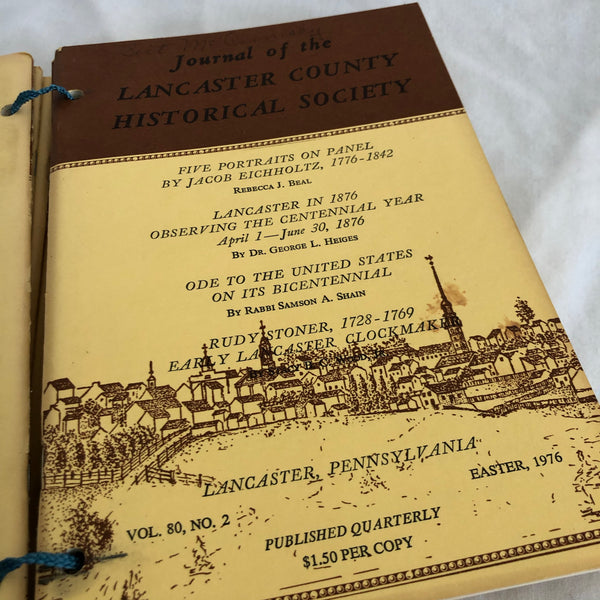 Journal of the
LANCASTER COUNTY
HISTORICAL SOCIETY
FIVE PORTRAITS ON PANEL
BY JACOB EICHHOLTZ, 1776-1842
REBECCA J. BEAL
LANCASTER IN 1876
OBSERVING THE CENTENNIAL YEAR
April 1—June 30, 1876
BY DR. GEORGE L. HEIGES
ODE TO THE UNITED STATES
ON ITS BICENTENNIAL
BY RABBI SAMSON A. SHAIN
RUDY STONER, 1728-1769
EARLY LANCASTER CLOCKMAKER
LANCASTER, PENNSYLVANIA
VOL. 80, NO. 2
EASTER, 1976
PUBLISHED QUARTERLY
$1.50 PER COPY